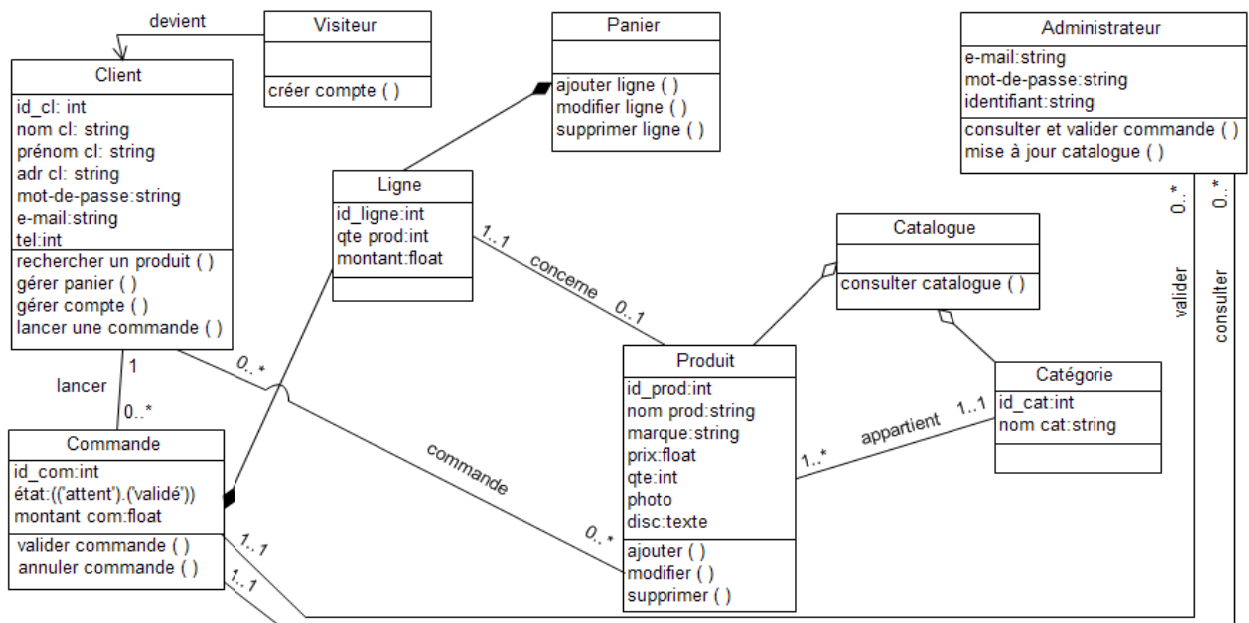 devient
Visiteur
créer compte ( )
Panier
ajouter ligne ( )
modifier ligne ( )
supprimer ligne ( )
Administrateur
e-mail:string
mot-de-passe:string
identifiant:string
consulter et valider commande ( )
mise à jour catalogue ( )
Client
id_cl: int
nom cl: string
prénom cl: string
adr cl: string
mot-de-passe:string
e-mail:string
tel:int
rechercher un produit ( )
gérer panier ( )
gérer compte ( )
lancer une commande ( )
Ligne
id_ligne:int
qte prod:int
montant:float
1..1
concerne
0..1
Catalogue
consulter catalogue ( )
0..*
0..*
valider
consulter
1
lancer
0..*
0..*
commande
0..*
Produit
id_prod:int
nom prod:string
marque:string
prix:float
qte:int
photo
disc:texte
ajouter ( )
modifier ( )
supprimer ( )
1..*
appartient
1..1
Catégorie
id_cat:int
nom cat:string
Commande
id_com:int
état:(('attent').('validé'))
montant com:float
valider commande ( )
annuler commande ( )
1..1
1..1